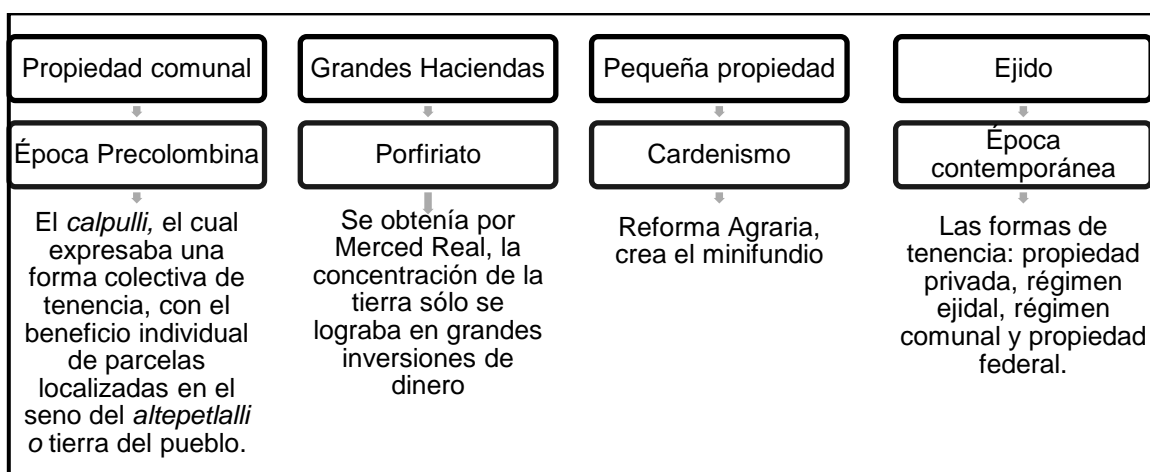 Propiedad comunal
Época Precolombina
El calpulli, el cual
expresaba una
forma colectiva de
tenencia, con el
beneficio individual
de parcelas
localizadas en el
seno del altepetlalli
o tierra del pueblo.
Grandes Haciendas
Porfiriato
Se obtenía por
Merced Real, la
concentración de la
tierra sólo se
lograba en grandes
inversiones de
dinero
Pequeña propiedad
Cardenismo
Reforma Agraria,
crea el minifundio
Ejido
Época
contemporánea
Las formas de
tenencia: propiedad
privada, régimen
ejidal, régimen
comunal y propiedad
federal.